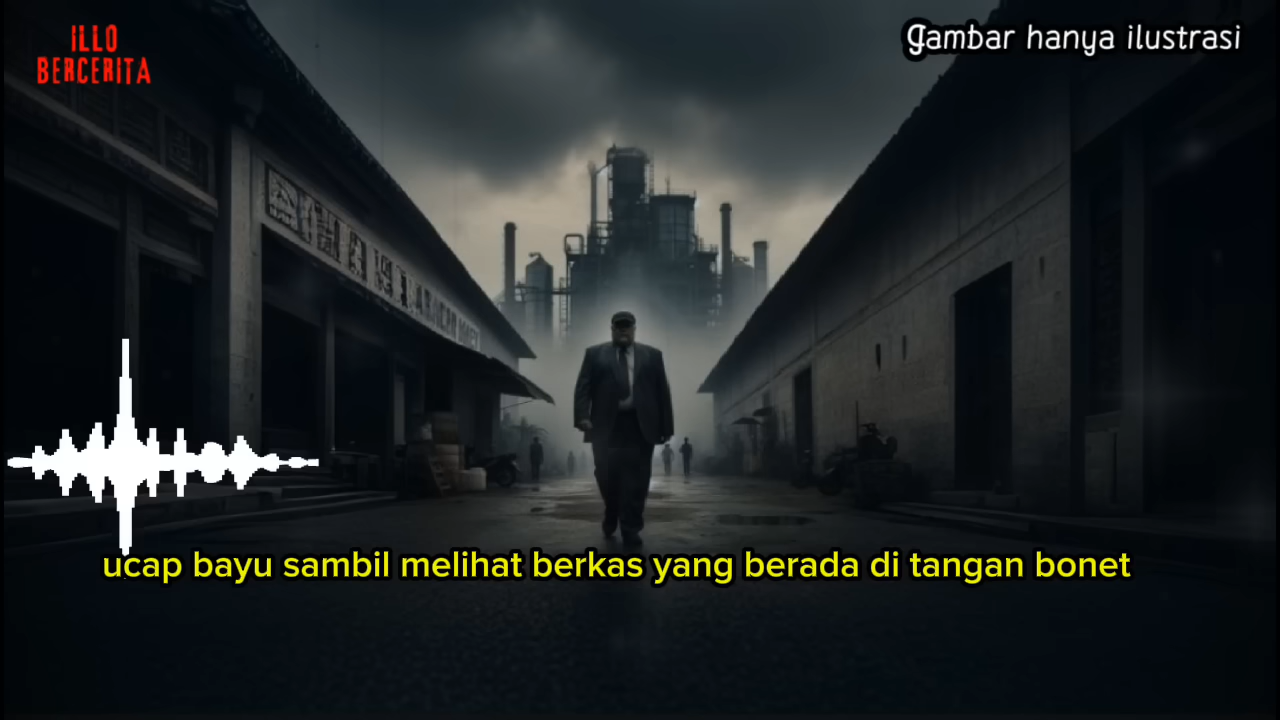 ILLO
BERCERITA
Gambar hanya ilustrasi
ucap bayu sambil melihat berkas yang berada di tangan bonet